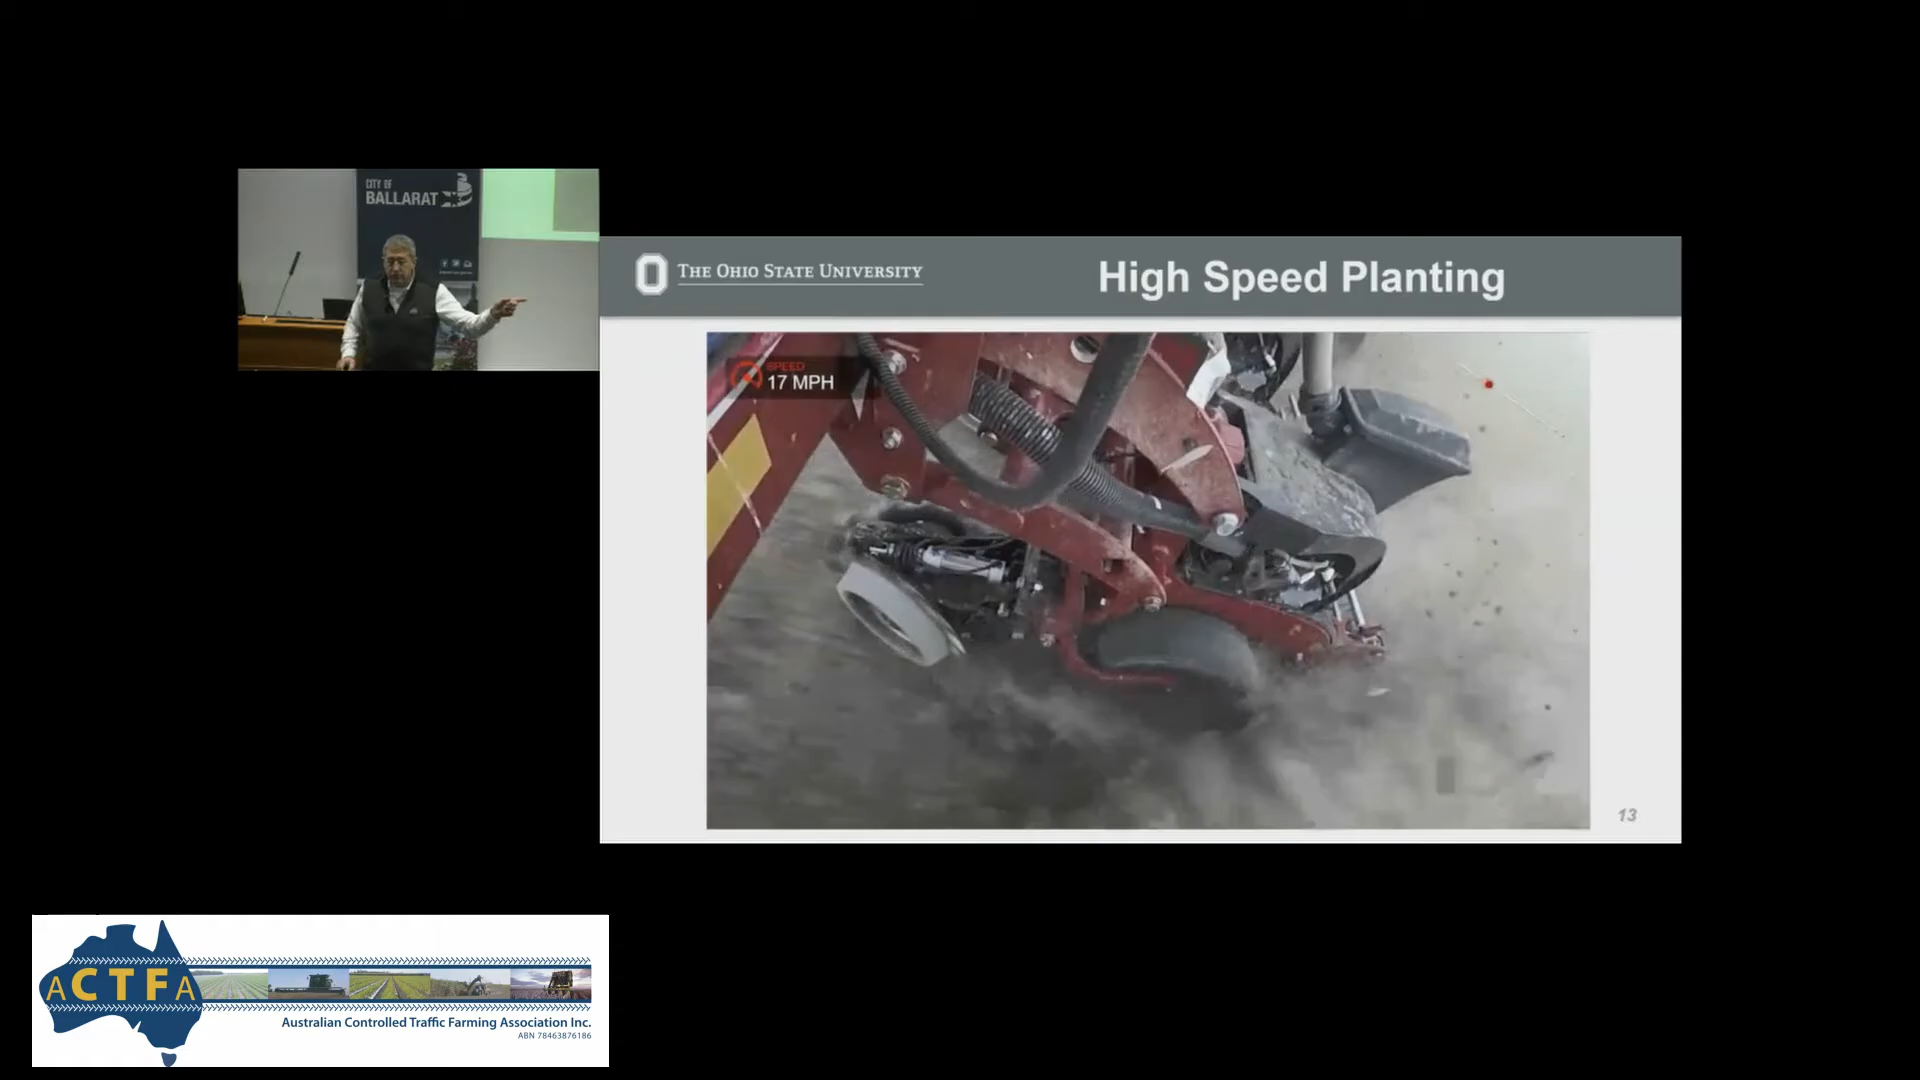 CITY OF
BALLARAT
THE OHIO STATE UNIVERSITY
High Speed Planting
SPEED
17 MPH
13
ACTFA
Australian Controlled Traffic Farming Association Inc.
ABN 78463876186